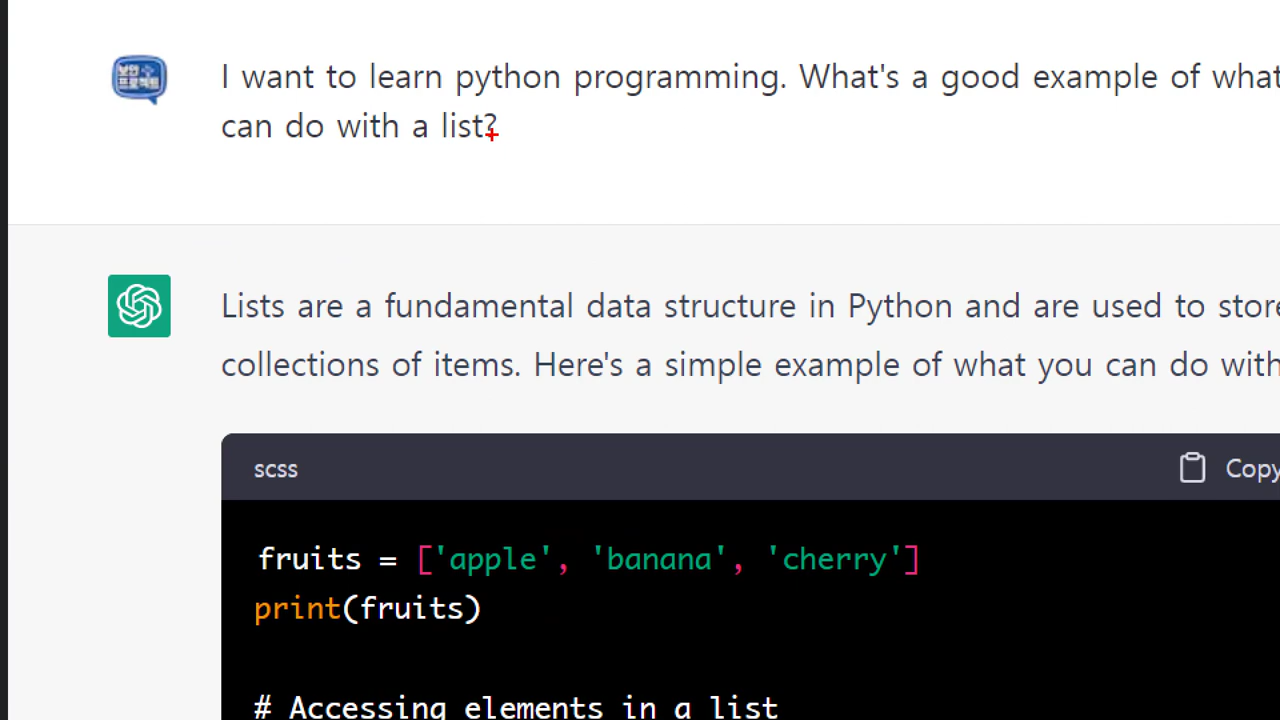 I want to learn python programming. What's a good example of what
can do with a list?
Lists are a fundamental data structure in Python and are used to store
collections of items. Here's a simple example of what you can do with
scss
Copy
fruits = ['apple', 'banana', 'cherry']
print(fruits)
# Accessing elements in a list